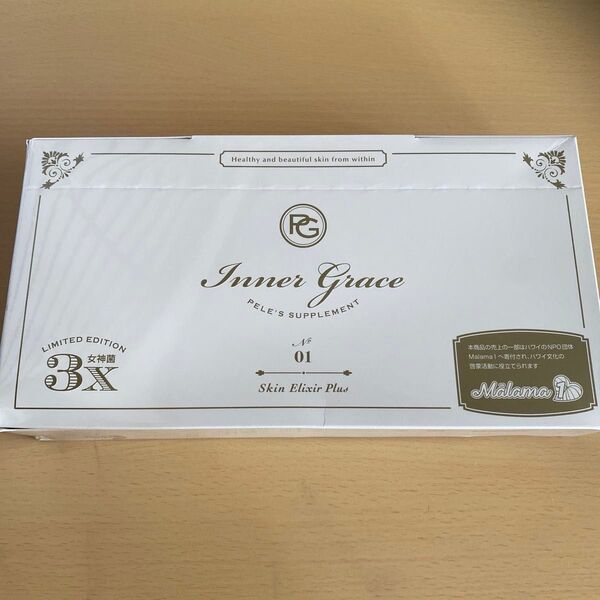 Healthy and beautiful skin from within
PG
Inner Grace
PELE'S SUPPLEMENT
LIMITED EDITION
3X 女神菌
No
01
Skin Elixir Plus
本商品の売上の一部はハワイのNPO団体
Malama 1 へ寄付され、ハワイ文化の
啓蒙活動に役立てられます
Mālama 1